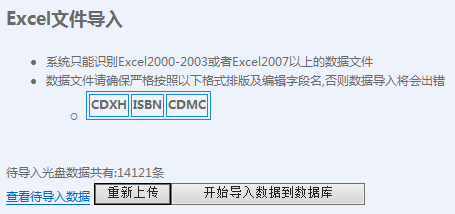 Excel文件导入
系统只能识别Excel2000-2003或者Excel2007以上的数据文件
数据文件请确保严格按照以下格式排版及编辑字段名,否则数据导入将会出错
CDXH ISBN CDMC
待导入光盘数据共有:14121条
查看待导入数据 重新上传 开始导入数据到数据库